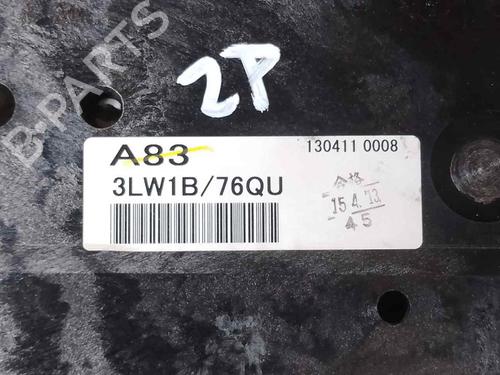 B-PARTS
2P
A83
130411 0008
3LW1B/76QU
合格
15.4.13
45